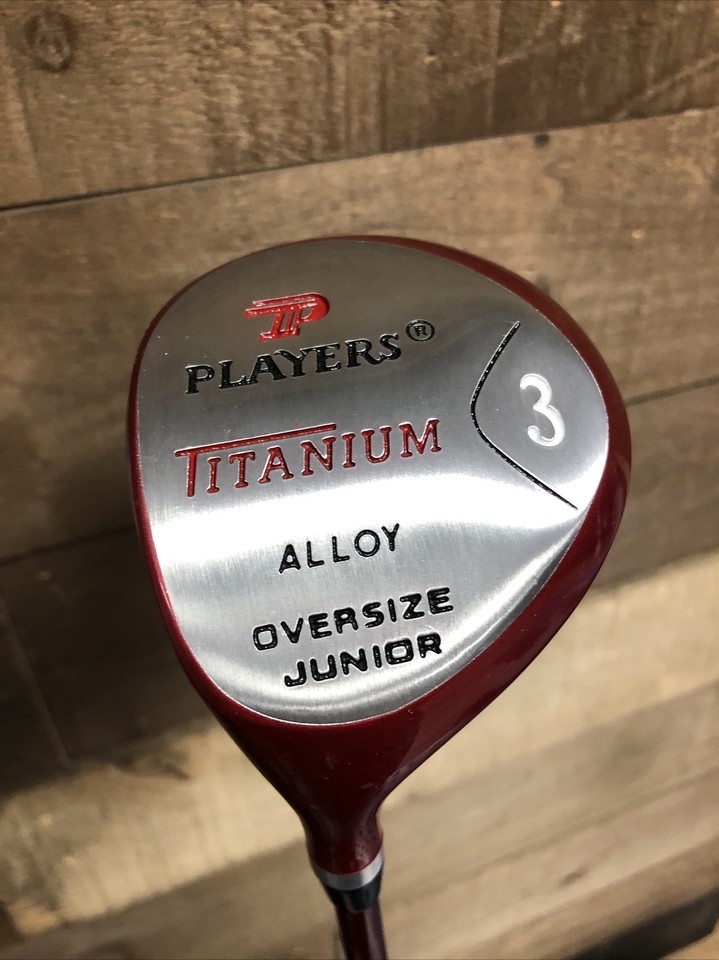 PLAYERS®
TITANIUM
3
ALLOY
OVERSIZE
JUNIOR